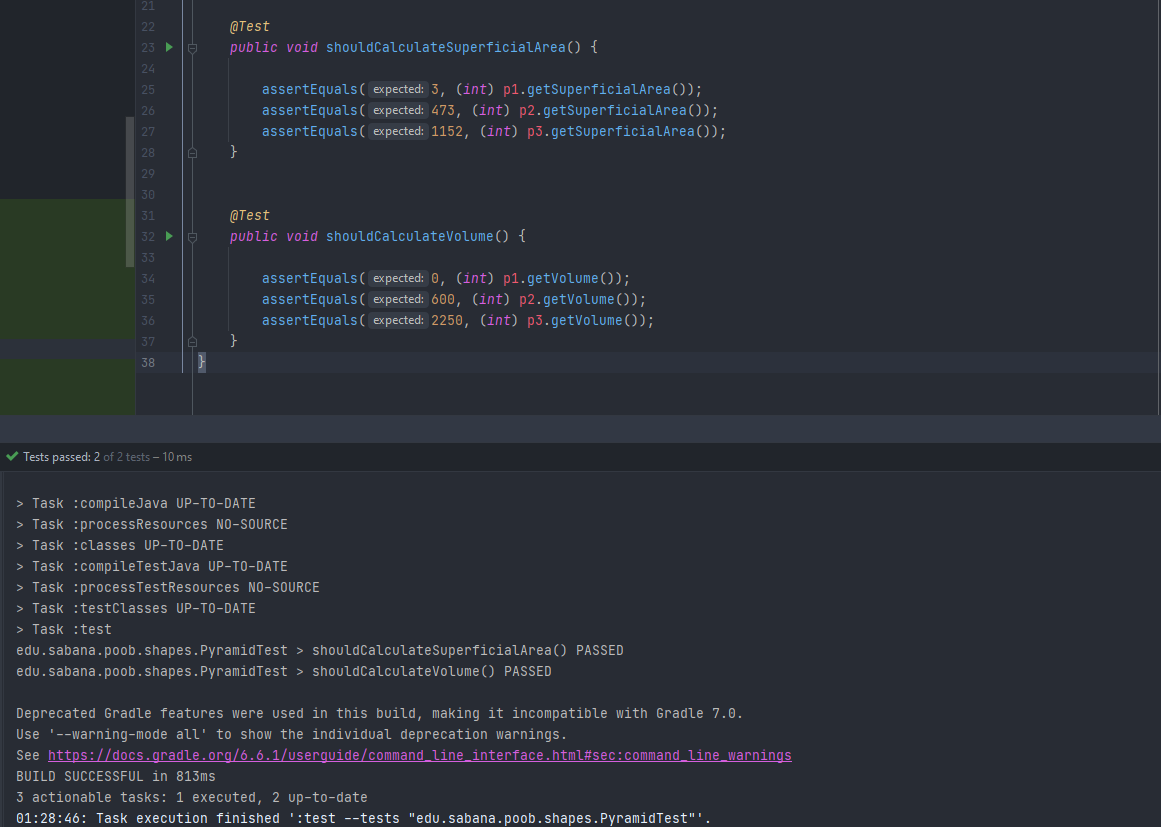 21
22 @Test
23 public void shouldCalculateSuperficialArea() {
24
25 assertEquals( expected: 3, (int) p1.getSuperficialArea());
26 assertEquals( expected: 473, (int) p2.getSuperficialArea());
27 assertEquals( expected: 1152, (int) p3.getSuperficialArea());
28 }
29
30
31 @Test
32 public void shouldCalculateVolume() {
33
34 assertEquals( expected: 0, (int) p1.getVolume());
35 assertEquals( expected: 600, (int) p2.getVolume());
36 assertEquals( expected: 2250, (int) p3.getVolume());
37 }
38 }
Tests passed: 2 of 2 tests – 10 ms
> Task :compileJava UP-TO-DATE
> Task :processResources NO-SOURCE
> Task :classes UP-TO-DATE
> Task :compileTestJava UP-TO-DATE
> Task :processTestResources NO-SOURCE
> Task :testClasses UP-TO-DATE
> Task :test
edu.sabana.poob.shapes.PyramidTest > shouldCalculateSuperficialArea() PASSED
edu.sabana.poob.shapes.PyramidTest > shouldCalculateVolume() PASSED
Deprecated Gradle features were used in this build, making it incompatible with Gradle 7.0.
Use '--warning-mode all' to show the individual deprecation warnings.
See https://docs.gradle.org/6.6.1/userguide/command_line_interface.html#sec:command_line_warnings
BUILD SUCCESSFUL in 813ms
3 actionable tasks: 1 executed, 2 up-to-date
01:28:46: Task execution finished ':test --tests "edu.sabana.poob.shapes.PyramidTest"'.